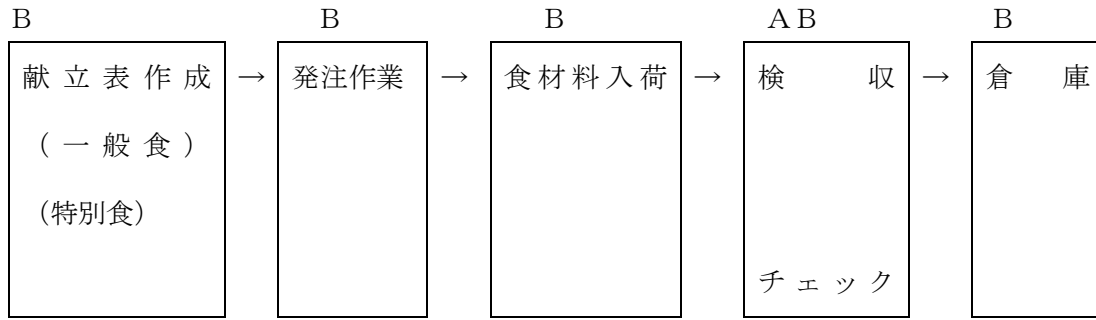 B B B A B B
献立表作成 → 発注作業 → 食材料入荷 → 検収 → 倉庫
(一般食)
(特別食)
チェック